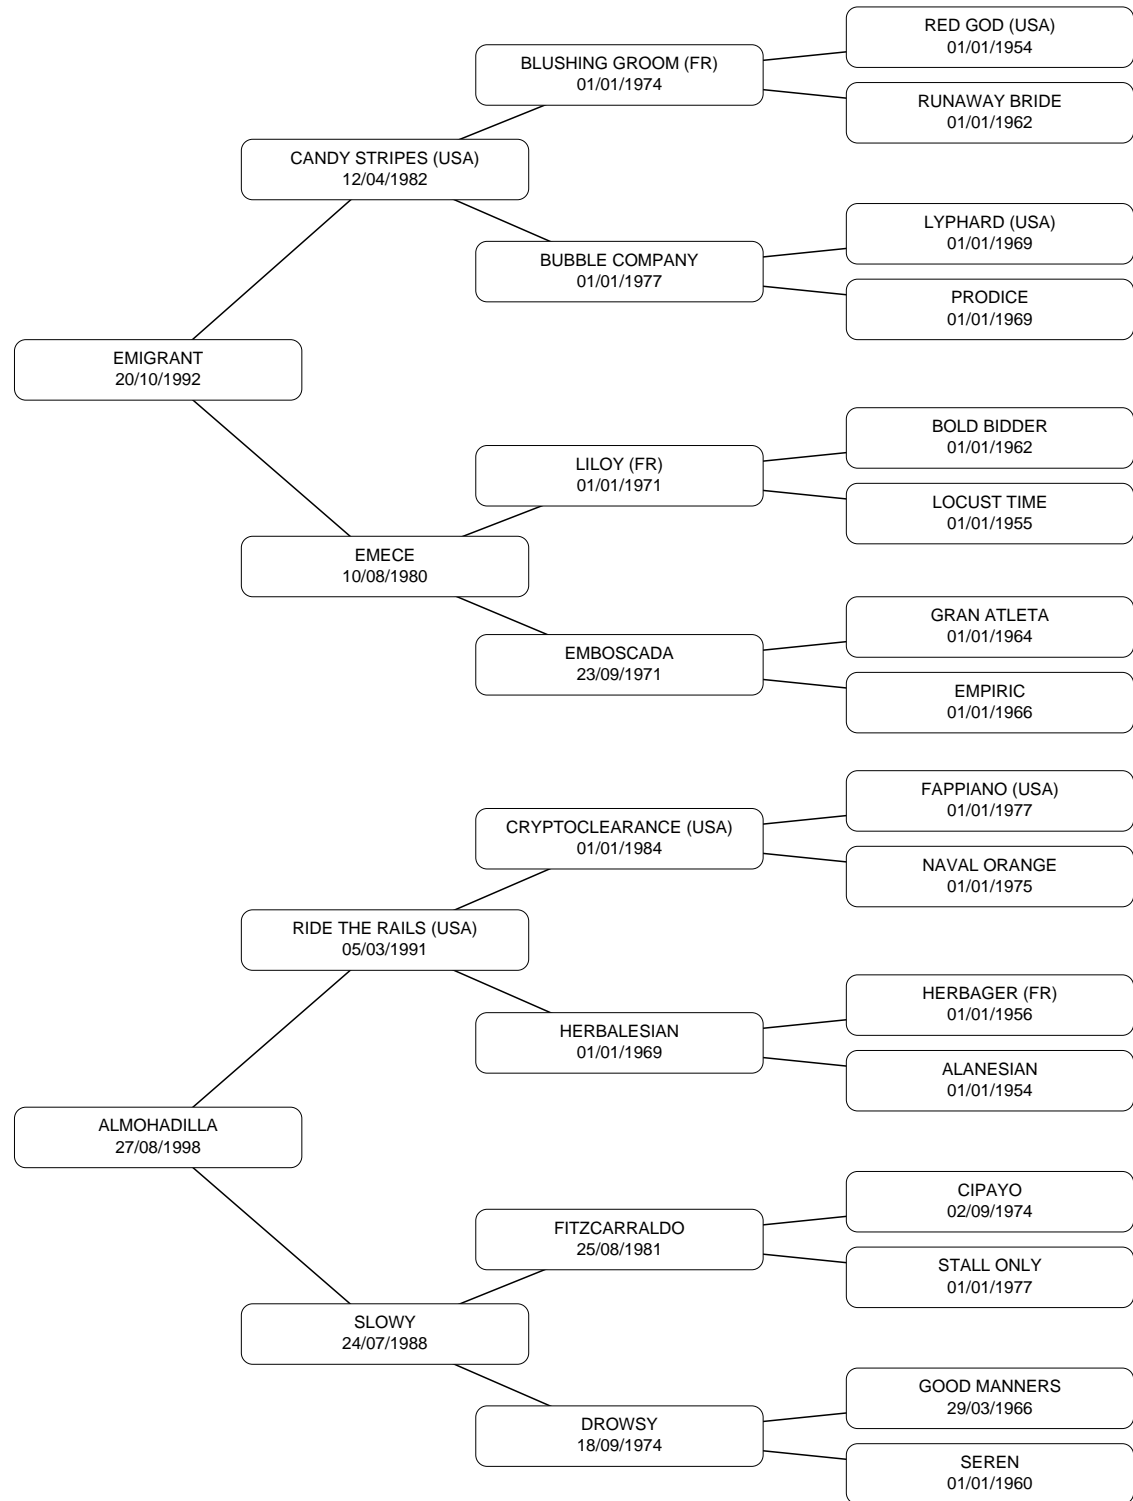 RED GOD (USA)
01/01/1954
BLUSHING GROOM (FR)
01/01/1974
RUNAWAY BRIDE
01/01/1962
CANDY STRIPES (USA)
12/04/1982
LYPHARD (USA)
01/01/1969
BUBBLE COMPANY
01/01/1977
PRODICE
01/01/1969
EMIGRANT
20/10/1992
BOLD BIDDER
01/01/1962
LILOY (FR)
01/01/1971
LOCUST TIME
01/01/1955
EMECE
10/08/1980
GRAN ATLETA
01/01/1964
EMBOSCADA
23/09/1971
EMPIRIC
01/01/1966
FAPPIANO (USA)
01/01/1977
CRYPTOCLEARANCE (USA)
01/01/1984
NAVAL ORANGE
01/01/1975
RIDE THE RAILS (USA)
05/03/1991
HERBAGER (FR)
01/01/1956
HERBALESIAN
01/01/1969
ALANESIAN
01/01/1954
ALMOHADILLA
27/08/1998
CIPAYO
02/09/1974
FITZCARRALDO
25/08/1981
STALL ONLY
01/01/1977
SLOWY
24/07/1988
GOOD MANNERS
29/03/1966
DROWSY
18/09/1974
SEREN
01/01/1960